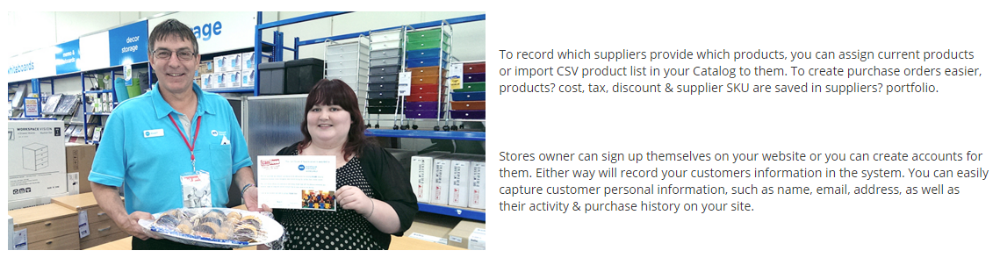 whiteboards
decor
storage
age
WORKSPACE VISION
To record which suppliers provide which products, you can assign current products
or import CSV product list in your Catalog to them. To create purchase orders easier,
products? cost, tax, discount & supplier SKU are saved in suppliers? portfolio.
Stores owner can sign up themselves on your website or you can create accounts for
them. Either way will record your customers information in the system. You can easily
capture customer personal information, such as name, email, address, as well as
their activity & purchase history on your site.